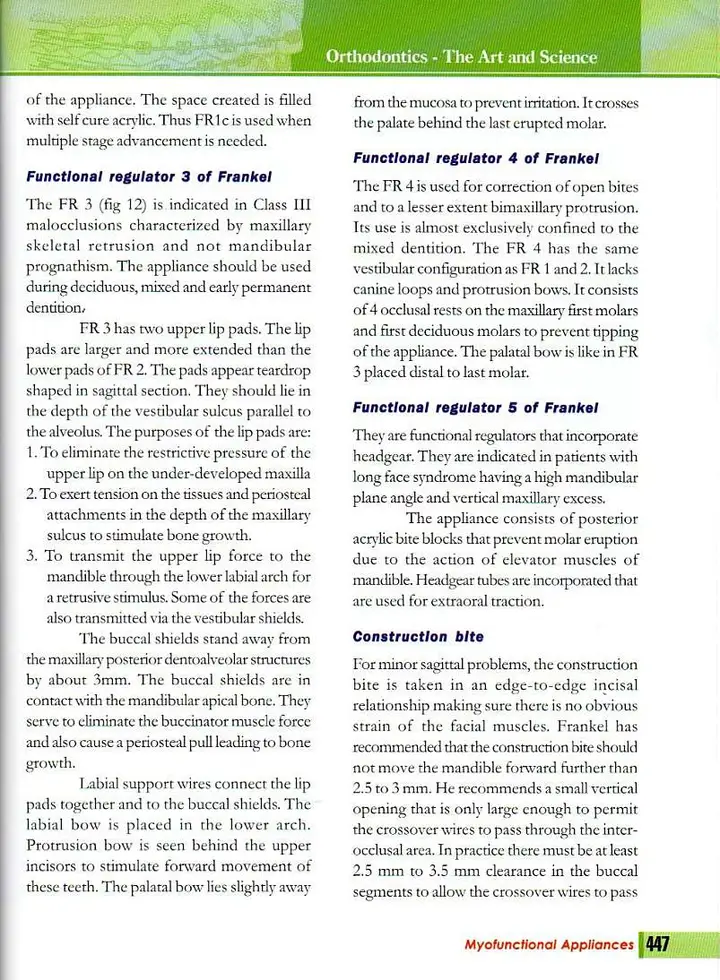 Orthodontics - The Art and Science
of the appliance. The space created is filled
with self cure acrylic. Thus FR1c is used when
multiple stage advancement is needed.
Functional regulator 3 of Frankel
The FR 3 (fig 12) is indicated in Class III
malocclusions characterized by maxillary
skeletal retrusion and not mandibular
prognathism. The appliance should be used
during deciduous, mixed and early permanent
dentition.
FR 3 has two upper lip pads. The lip
pads are larger and more extended than the
lower pads of FR 2. The pads appear teardrop
shaped in sagittal section. They should lie in
the depth of the vestibular sulcus parallel to
the alveolus. The purposes of the lip pads are:
1. To eliminate the restrictive pressure of the
upper lip on the under-developed maxilla
2. To exert tension on the tissues and periosteal
attachments in the depth of the maxillary
sulcus to stimulate bone growth.
3. To transmit the upper lip force to the
mandible through the lower labial arch for
a retrusive stimulus. Some of the forces are
also transmitted via the vestibular shields.
The buccal shields stand away from
the maxillary posterior dentoalveolar structures
by about 3mm. The buccal shields are in
contact with the mandibular apical bone. They
serve to eliminate the buccinator muscle force
and also cause a periosteal pull leading to bone
growth.
Labial support wires connect the lip
pads together and to the buccal shields. The
labial bow is placed in the lower arch.
Protrusion bow is seen behind the upper
incisors to stimulate forward movement of
these teeth. The palatal bow lies slightly away
from the mucosa to prevent irritation. It crosses
the palate behind the last erupted molar.
Functional regulator 4 of Frankel
The FR 4 is used for correction of open bites
and to a lesser extent bimaxillary protrusion.
Its use is almost exclusively confined to the
mixed dentition. The FR 4 has the same
vestibular configuration as FR 1 and 2. It lacks
canine loops and protrusion bows. It consists
of 4 occlusal rests on the maxillary first molars
and first deciduous molars to prevent tipping
of the appliance. The palatal bow is like in FR
3 placed distal to last molar.
Functional regulator 5 of Frankel
They are functional regulators that incorporate
headgear. They are indicated in patients with
long face syndrome having a high mandibular
plane angle and vertical maxillary excess.
The appliance consists of posterior
acrylic bite blocks that prevent molar eruption
due to the action of elevator muscles of
mandible. Headgear tubes are incorporated that
are used for extraoral traction.
Construction bite
For minor sagittal problems, the construction
bite is taken in an edge-to-edge incisal
relationship making sure there is no obvious
strain of the facial muscles. Frankel has
recommended that the construction bite should
not move the mandible forward further than
2.5 to 3 mm. He recommends a small vertical
opening that is only large enough to permit
the crossover wires to pass through the inter-
occlusal area. In practice there must be at least
2.5 mm to 3.5 mm clearance in the buccal
segments to allow the crossover wires to pass
Myofunctional Appliances 447